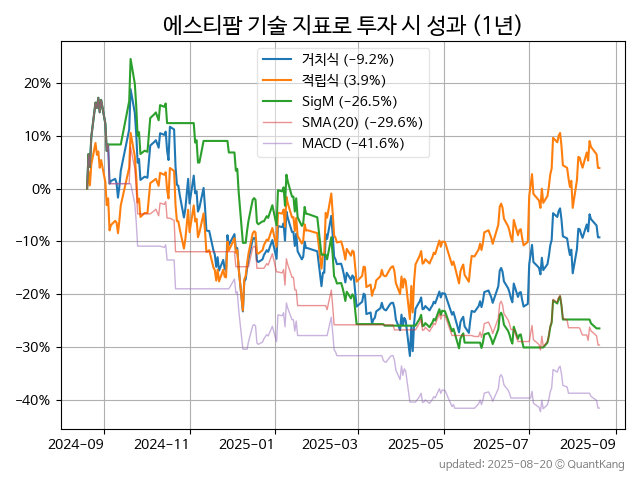 에스티팜 기술 지표로 투자 시 성과 (1년)
거치식 (−9.2%)
적립식 (3.9%)
SigM (−26.5%)
SMA(20) (−29.6%)
MACD (−41.6%)
20%
10%
0%
−10%
−20%
−30%
−40%
2024-09 2024-11 2025-01 2025-03 2025-05 2025-07 2025-09
updated: 2025-08-20 © QuantKang